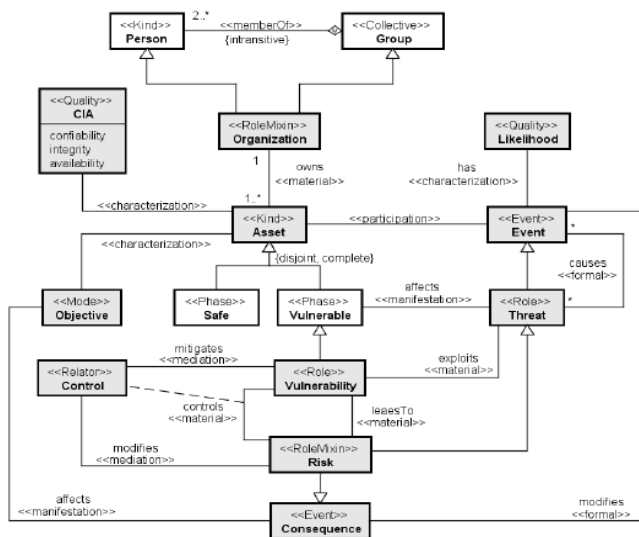 <<Kind>>
Person
2..*
<<memberOf>>
{intransitive}
<<Collective>>
Group
<<Quality>>
CIA
confiability
integrity
availability
<<RoleMixin>>
Organization
<<Quality>>
Likelihood
1
owns
<<material>>
1..*
has
<<characterization>>
<<characterization>>
<<Kind>>
Asset
<<participation>>
<<Event>>
Event
*
<<characterization>>
{disjoint, complete}
causes
<<formal>>
*
<<Mode>>
Objective
<<Phase>>
Safe
<<Phase>>
Vulnerable
affects
<<manifestation>>
<<Role>>
Threat
mitigates
<<mediation>>
<<Relator>>
Control
<<Role>>
Vulnerability
exploits
<<material>>
controls
<<material>>
leaesTo
<<material>>
modifies
<<mediation>>
<<RoleMixin>>
Risk
affects
<<manifestation>>
<<Event>>
Consequence
modifies
<<formal>>